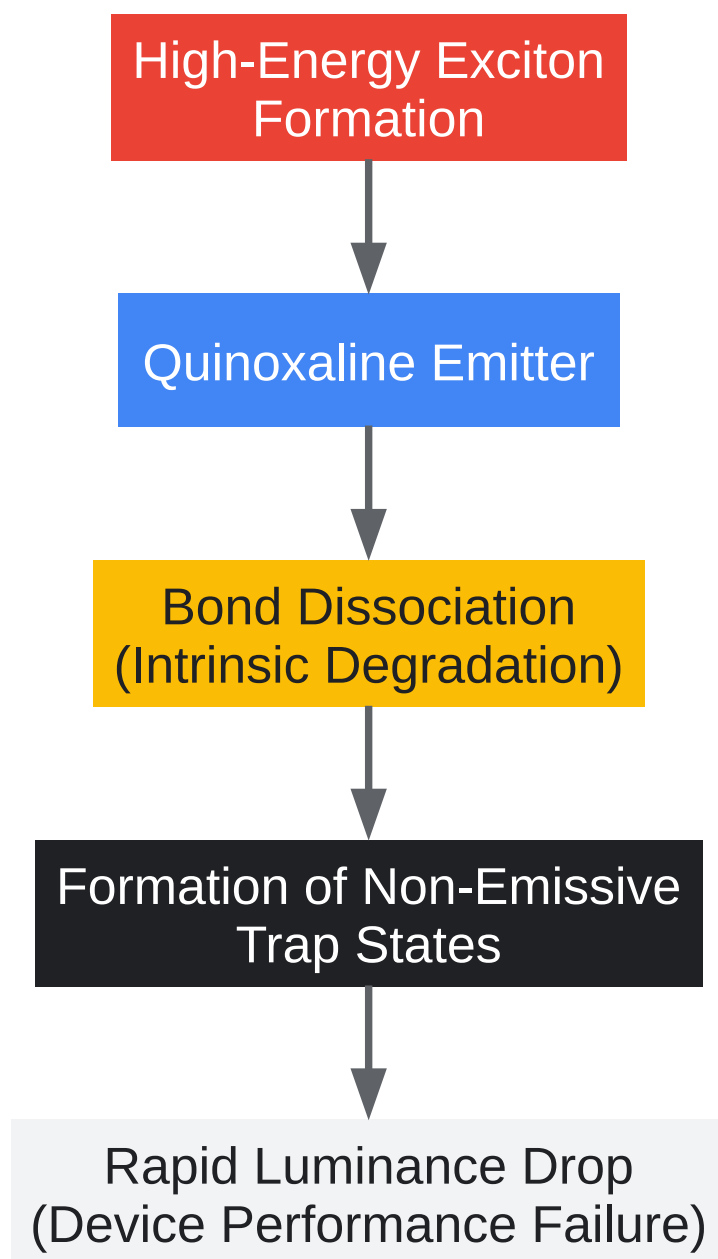 High-Energy Exciton
Formation
Quinoxaline Emitter
Bond Dissociation
(Intrinsic Degradation)
Formation of Non-Emissive
Trap States
Rapid Luminance Drop
(Device Performance Failure)